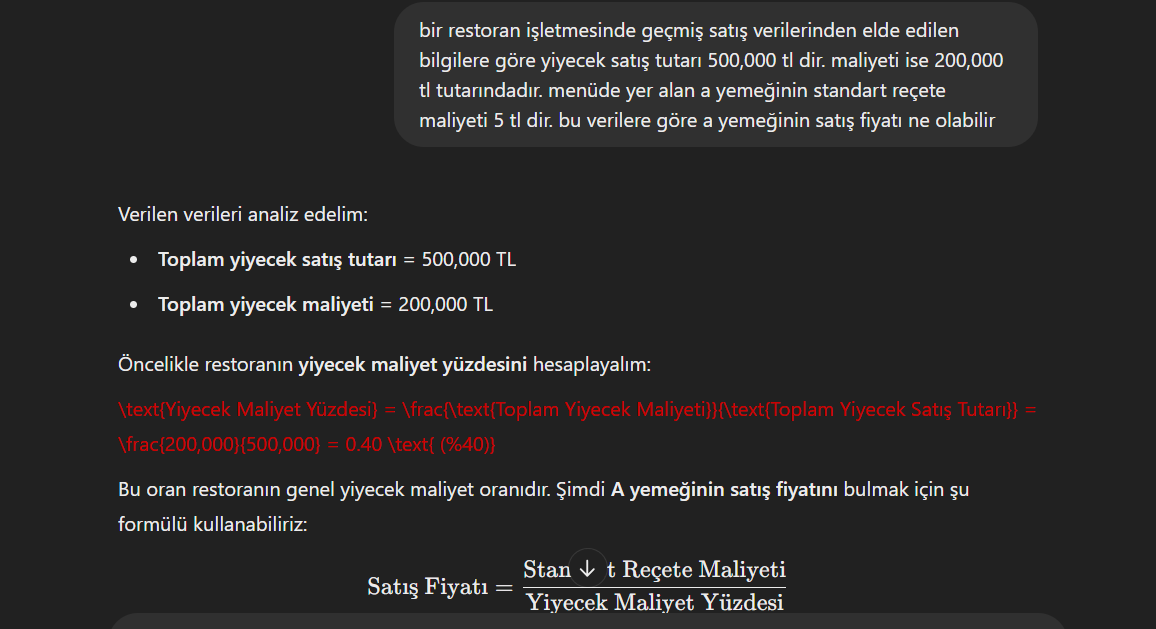 bir restoran işletmesinde geçmiş satış verilerinden elde edilen
bilgilere göre yiyecek satış tutarı 500,000 tl dir. maliyeti ise 200,000
tl tutarındadır. menüde yer alan a yemeğinin standart reçete
maliyeti 5 tl dir. bu verilere göre a yemeğinin satış fiyatı ne olabilir
Verilen verileri analiz edelim:
• Toplam yiyecek satış tutarı = 500,000 TL
• Toplam yiyecek maliyeti = 200,000 TL
Öncelikle restoranın yiyecek maliyet yüzdesini hesaplayalım:
\text{Yiyecek Maliyet Yüzdesi} = \frac{\text{Toplam Yiyecek Maliyeti}}{\text{Toplam Yiyecek Satış Tutarı}} =
\frac{200,000}{500,000} = 0.40 \text{ (%40)}
Bu oran restoranın genel yiyecek maliyet oranıdır. Şimdi A yemeğinin satış fiyatını bulmak için şu
formülü kullanabiliriz:
Satış Fiyatı = Stan t Reçete Maliyeti
Yiyecek Maliyet Yüzdesi